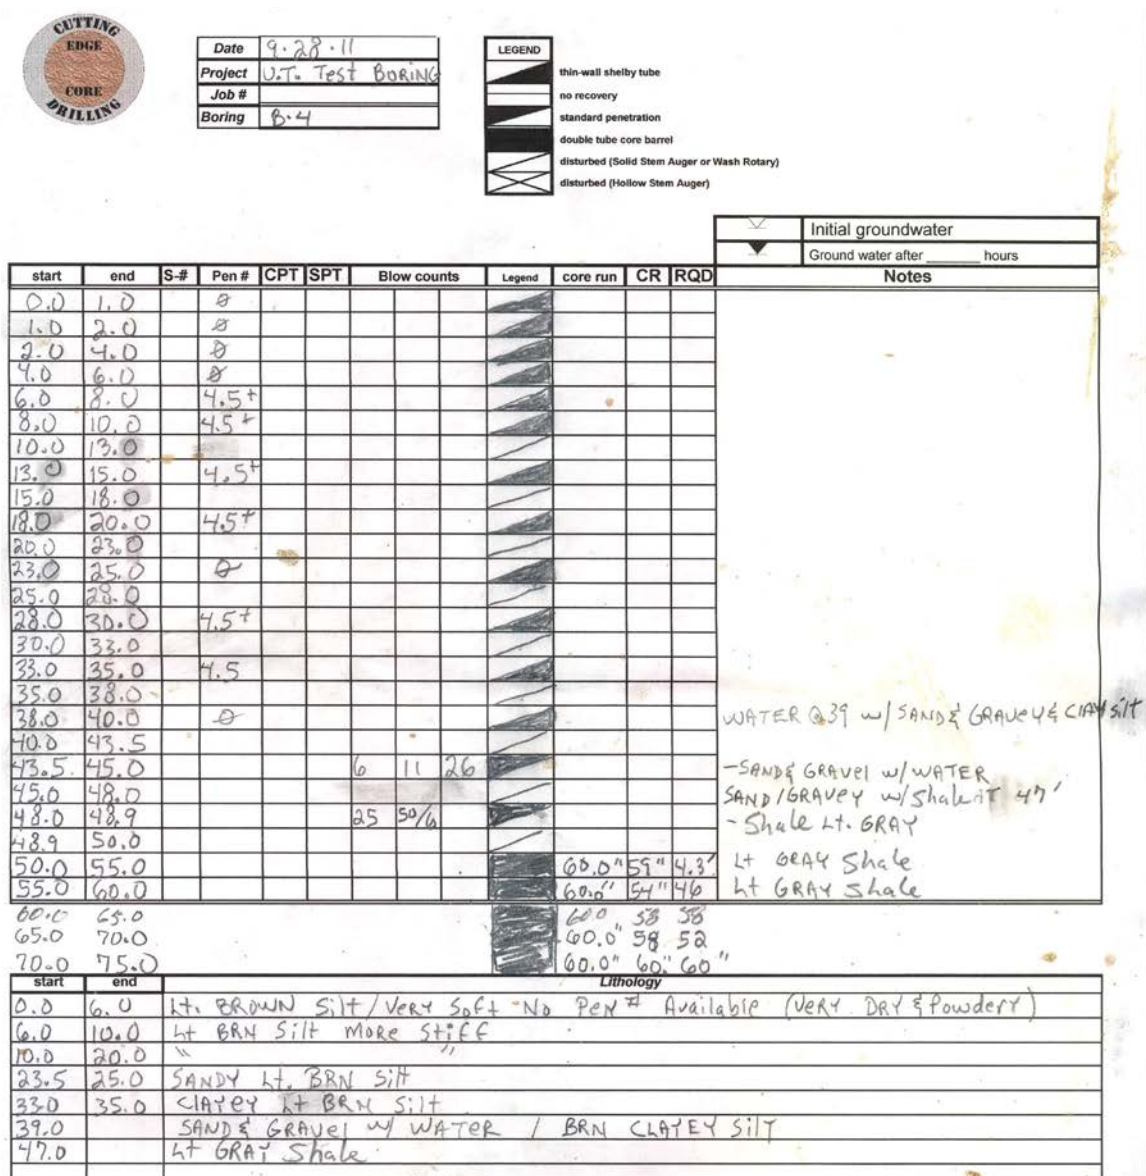 CUTTING
EDGE
CORE
DRILLING
Date 9.28.11
Project U.T. Test BORING
Job #
Boring B-4
LEGEND
thin-wall shelby tube
no recovery
standard penetration
double tube core barrel
disturbed (Solid Stem Auger or Wash Rotary)
disturbed (Hollow Stem Auger)
Initial groundwater
Ground water after ______ hours
start end S-# Pen # CPT SPT Blow counts Legend core run CR RQD Notes
0.0 1.0 Ø
1.0 2.0 Ø
2.0 4.0 Ø
4.0 6.0 Ø
6.0 8.0 4.5+
8.0 10.0 4.5+
10.0 13.0
13.0 15.0 4.5+
15.0 18.0
18.0 20.0 4.5+
20.0 23.0
23.0 25.0 Ø
25.0 28.0
28.0 30.0 4.5+
30.0 33.0
33.0 35.0 4.5
35.0 38.0
38.0 40.0 Ø WATER @39 w/ SAND & GRAVEY & CLAY silt
40.0 43.5
43.5 45.0 6 11 26 -SAND & GRAVEl w/ WATER
45.0 48.0 SAND/GRAVEY w/ Shale AT 47'
48.0 48.9 25 50/6 - Shale Lt. GRAY
48.9 50.0
50.0 55.0 60.0" 59" 4.3' Lt GRAY Shale
55.0 60.0 60.0" 54" 46 Lt GRAY Shale
60.0 65.0 60.0 58 58
65.0 70.0 60.0" 58 52
70.0 75.0 60.0" 60" 60"
start end Lithology
0.0 6.0 Lt. BROWN Silt / Very Soft - No Pen # Available (VERY DRY & Powdery)
6.0 10.0 Lt BRN Silt More Stiff
10.0 20.0 " "
23.5 25.0 SANDY Lt. BRN Silt
33.0 35.0 CLAYEY Lt BRN Silt
39.0 SAND & GRAVEl w/ WATER / BRN CLAYEY SilT
47.0 Lt GRAY Shale